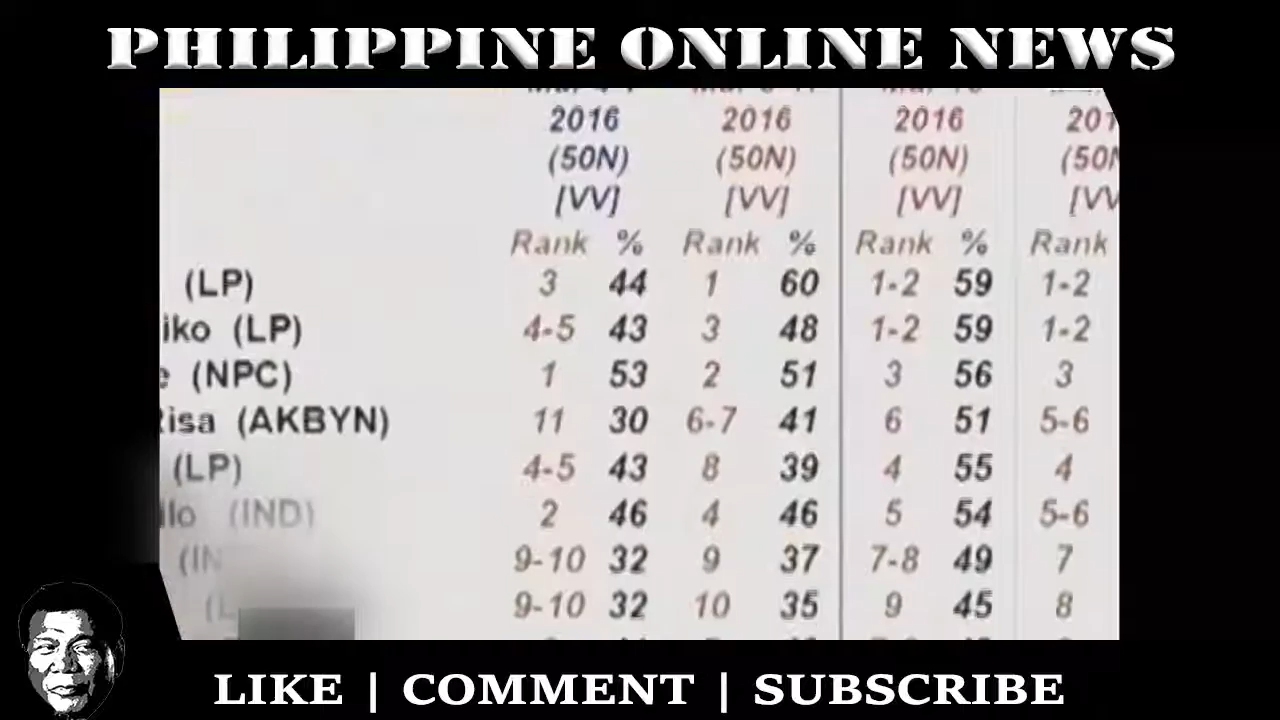 PHILIPPINE ONLINE NEWS
2016 2016 2016 201
(50N) (50N) (50N) (50N
[VV] [VV] [VV] [VV
Rank % Rank % Rank % Rank
(LP) 3 44 1 60 1-2 59 1-2
iko (LP) 4-5 43 3 48 1-2 59 1-2
e (NPC) 1 53 2 51 3 56 3
Risa (AKBYN) 11 30 6-7 41 6 51 5-6
(LP) 4-5 43 8 39 4 55 4
ilo (IND) 2 46 4 46 5 54 5-6
(IN 9-10 32 9 37 7-8 49 7
(L 9-10 32 10 35 9 45 8
LIKE | COMMENT | SUBSCRIBE